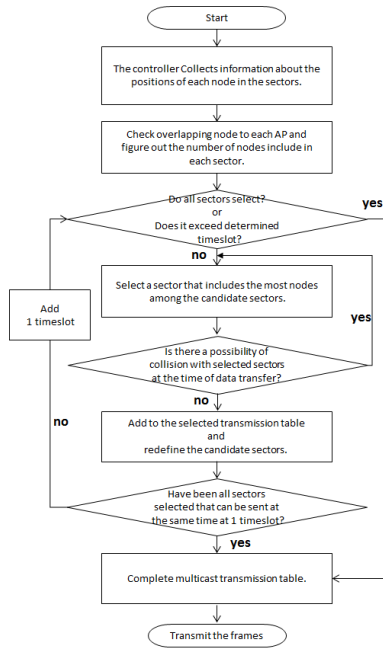 Start
The controller Collects information about the
positions of each node in the sectors.
Check overlapping node to each AP and
figure out the number of nodes include in
each sector.
Do all sectors select?
or
Does it exceed determined
timeslot?
yes
no
Select a sector that includes the most nodes
among the candidate sectors.
Add
1 timeslot
yes
Is there a possibility of
collision with selected sectors
at the time of data transfer?
no
Add to the selected transmission table
and
redefine the candidate sectors.
no
Have been all sectors
selected that can be sent at
the same time at 1 timeslot?
yes
Complete multicast transmission table.
Transmit the frames